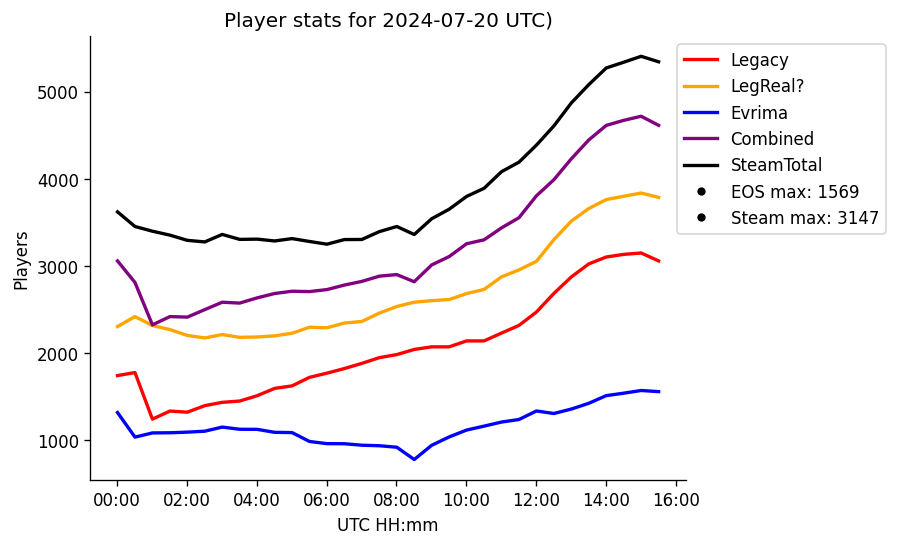 Player stats for 2024-07-20 UTC)
Legacy
LegReal?
Evrima
Combined
SteamTotal
EOS max: 1569
Steam max: 3147
Players
5000
4000
3000
2000
1000
00:00 02:00 04:00 06:00 08:00 10:00 12:00 14:00 16:00
UTC HH:mm